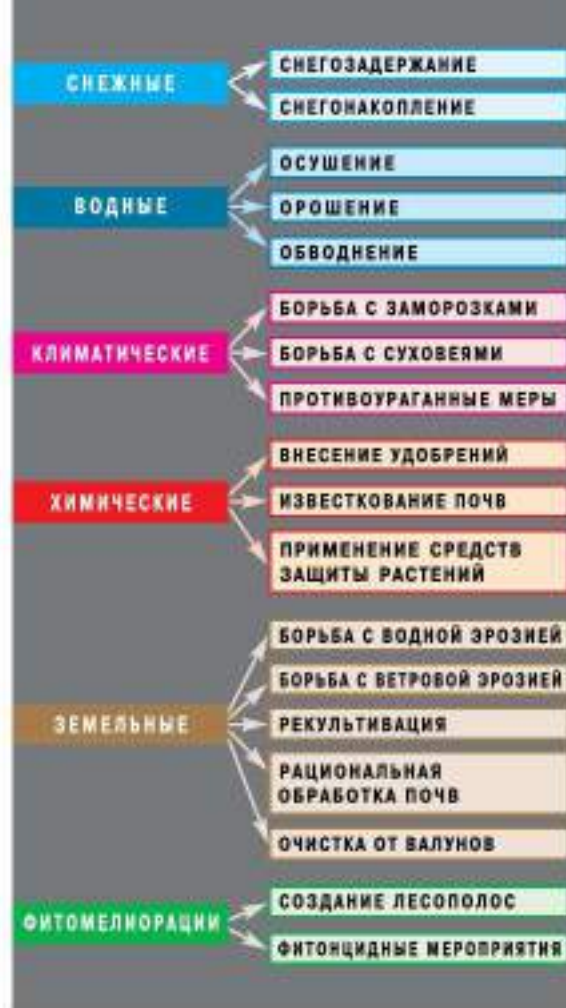 СНЕЖНЫЕ
СНЕГОЗАДЕРЖАНИЕ
СНЕГОНАКОПЛЕНИЕ
ВОДНЫЕ
ОСУШЕНИЕ
ОРОШЕНИЕ
ОБВОДНЕНИЕ
КЛИМАТИЧЕСКИЕ
БОРЬБА С ЗАМОРОЗКАМИ
БОРЬБА С СУХОВЕЯМИ
ПРОТИВОУРАГАННЫЕ МЕРЫ
ХИМИЧЕСКИЕ
ВНЕСЕНИЕ УДОБРЕНИЙ
ИЗВЕСТКОВАНИЕ ПОЧВ
ПРИМЕНЕНИЕ СРЕДСТВ
ЗАЩИТЫ РАСТЕНИЙ
ЗЕМЕЛЬНЫЕ
БОРЬБА С ВОДНОЙ ЭРОЗИЕЙ
БОРЬБА С ВЕТРОВОЙ ЭРОЗИЕЙ
РЕКУЛЬТИВАЦИЯ
РАЦИОНАЛЬНАЯ
ОБРАБОТКА ПОЧВ
ОЧИСТКА ОТ ВАЛУНОВ
ФИТОМЕЛИОРАЦИИ
СОЗДАНИЕ ЛЕСОПОЛОС
ФИТОНЦИДНЫЕ МЕРОПРИЯТИЯ